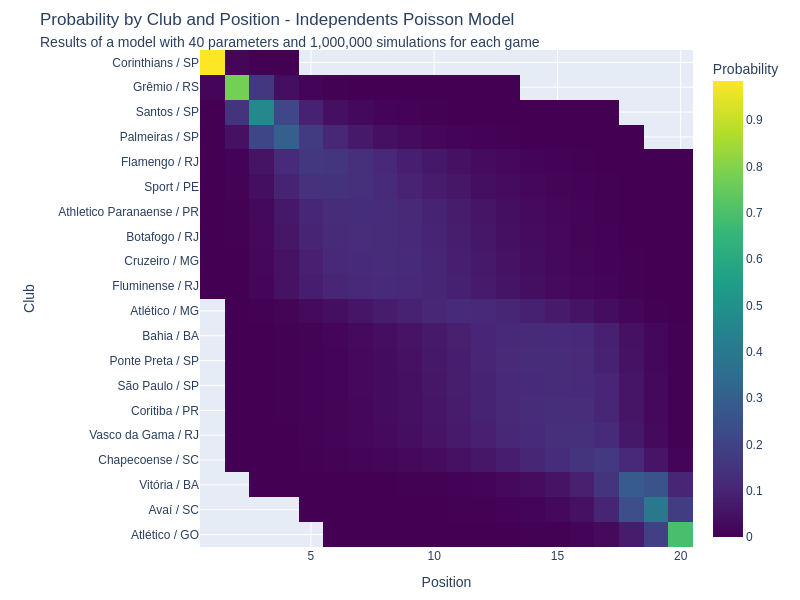 Probability by Club and Position - Independents Poisson Model
Results of a model with 40 parameters and 1,000,000 simulations for each game
Corinthians / SP
Grêmio / RS
Santos / SP
Palmeiras / SP
Flamengo / RJ
Sport / PE
Athletico Paranaense / PR
Botafogo / RJ
Cruzeiro / MG
Fluminense / RJ
Atlético / MG
Bahia / BA
Ponte Preta / SP
São Paulo / SP
Coritiba / PR
Vasco da Gama / RJ
Chapecoense / SC
Vitória / BA
Avaí / SC
Atlético / GO
Club
5
10
15
20
Position
Probability
0.9
0.8
0.7
0.6
0.5
0.4
0.3
0.2
0.1
0